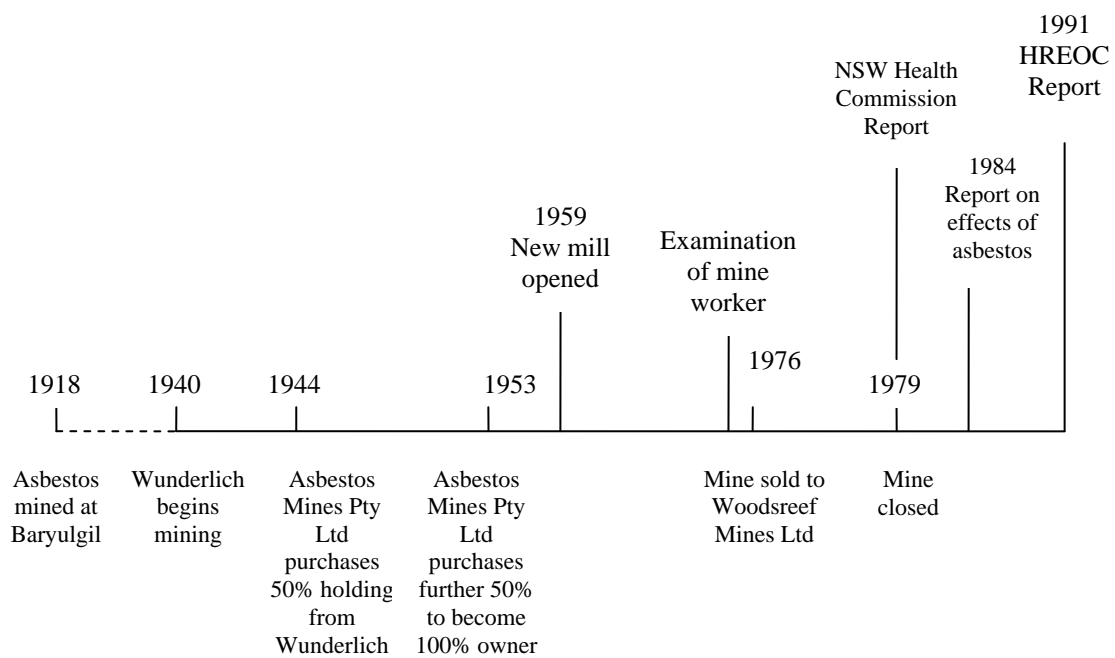 1991
HREOC
Report
NSW Health
Commission
Report
1984
Report on
effects of
asbestos
1959
New mill
opened
Examination
of mine
worker
1918
1940
1944
1953
1976
1979
Asbestos
mined at
Baryulgil
Wunderlich
begins
mining
Asbestos
Mines Pty
Ltd
purchases
50% holding
from
Wunderlich
Asbestos
Mines Pty
Ltd
purchases
further 50%
to become
100% owner
Mine sold to
Woodsreef
Mines Ltd
Mine
closed